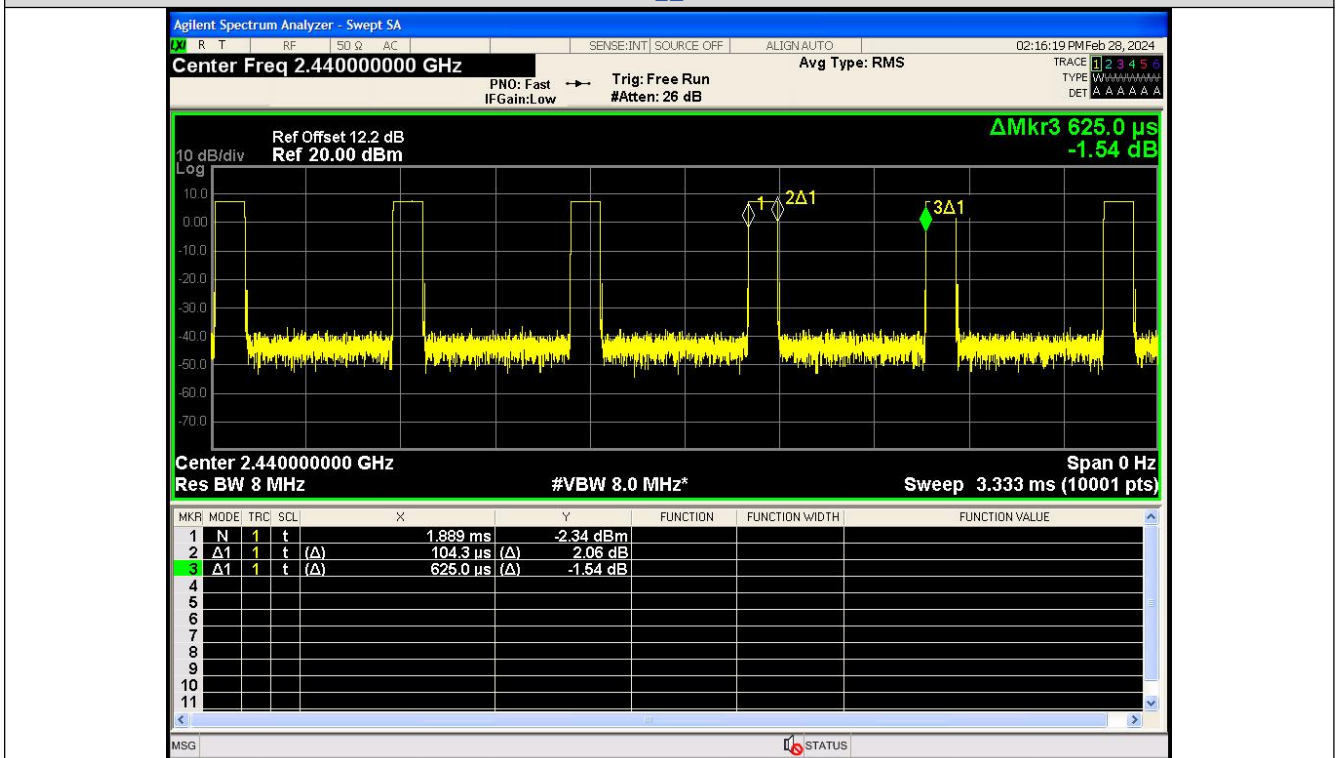 Agilent Spectrum Analyzer - Swept SA
LXI R T RF 50 Ω AC SENSE:INT SOURCE OFF ALIGN AUTO 02:16:19 PM Feb 28, 2024
Center Freq 2.440000000 GHz Avg Type: RMS TRACE 1 2 3 4 5 6
PNO: Fast Trig: Free Run TYPE WWWWWW
IFGain:Low #Atten: 26 dB DET A A A A A A
ΔMkr3 625.0 µs
Ref Offset 12.2 dB
10 dB/div Ref 20.00 dBm -1.54 dB
Log
10.0
1 2Δ1
3Δ1
0.00
-10.0
-20.0
-30.0
-40.0
-50.0
-60.0
-70.0
Center 2.440000000 GHz Span 0 Hz
Res BW 8 MHz #VBW 8.0 MHz* Sweep 3.333 ms (10001 pts)
MKR MODE TRC SCL X Y FUNCTION FUNCTION WIDTH FUNCTION VALUE
1 N 1 t 1.889 ms -2.34 dBm
2 Δ1 1 t (Δ) 104.3 µs (Δ) 2.06 dB
3 Δ1 1 t (Δ) 625.0 µs (Δ) -1.54 dB
4
5
6
7
8
9
10
11
MSG STATUS